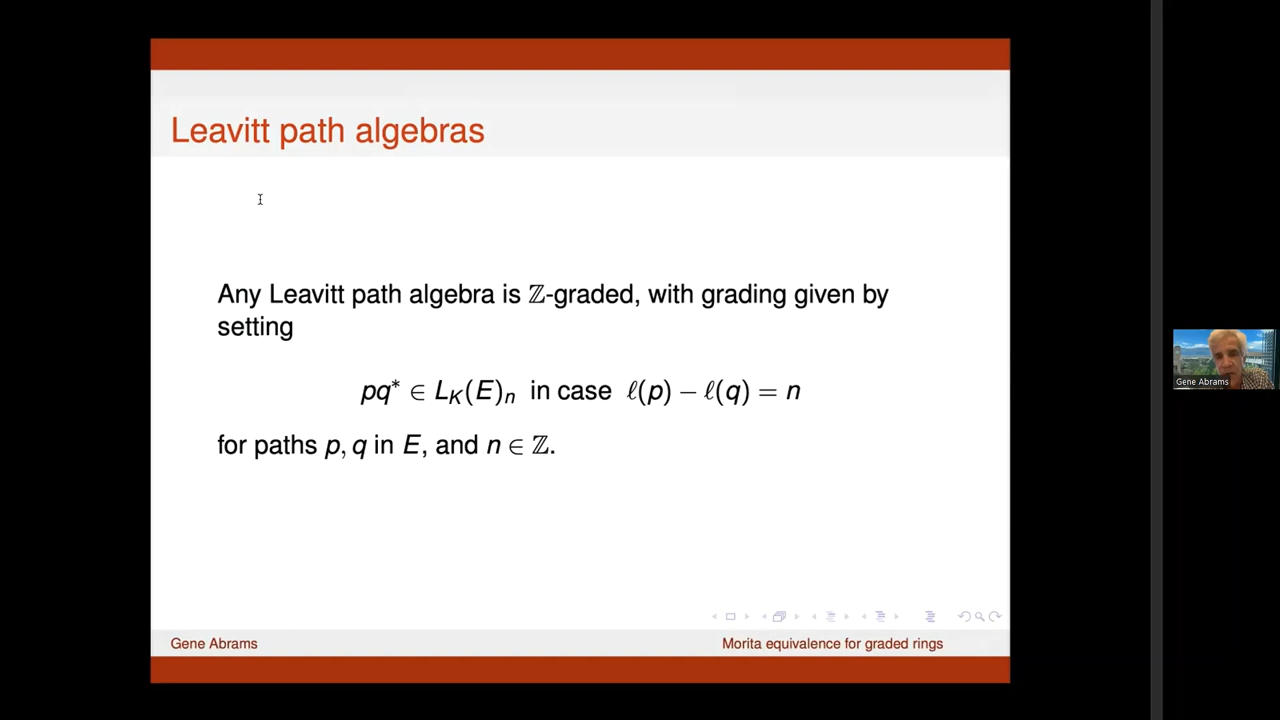 Leavitt path algebras
Any Leavitt path algebra is ℤ-graded, with grading given by
setting
pq* ∈ L_K(E)_n in case ℓ(p) − ℓ(q) = n
for paths p, q in E, and n ∈ ℤ.
Gene Abrams
Morita equivalence for graded rings
Gene Abrams